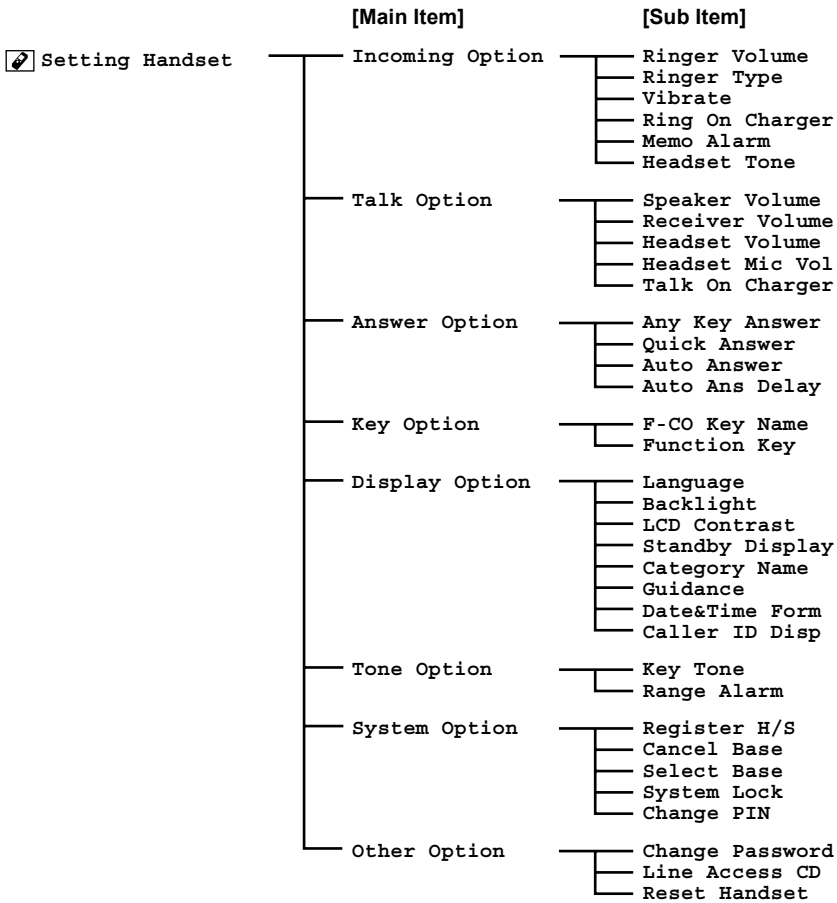 [Main Item] [Sub Item]
Setting Handset Incoming Option Ringer Volume
Ringer Type
Vibrate
Ring On Charger
Memo Alarm
Headset Tone
Talk Option Speaker Volume
Receiver Volume
Headset Volume
Headset Mic Vol
Talk On Charger
Answer Option Any Key Answer
Quick Answer
Auto Answer
Auto Ans Delay
Key Option F-CO Key Name
Function Key
Display Option Language
Backlight
LCD Contrast
Standby Display
Category Name
Guidance
Date&Time Form
Caller ID Disp
Tone Option Key Tone
Range Alarm
System Option Register H/S
Cancel Base
Select Base
System Lock
Change PIN
Other Option Change Password
Line Access CD
Reset Handset